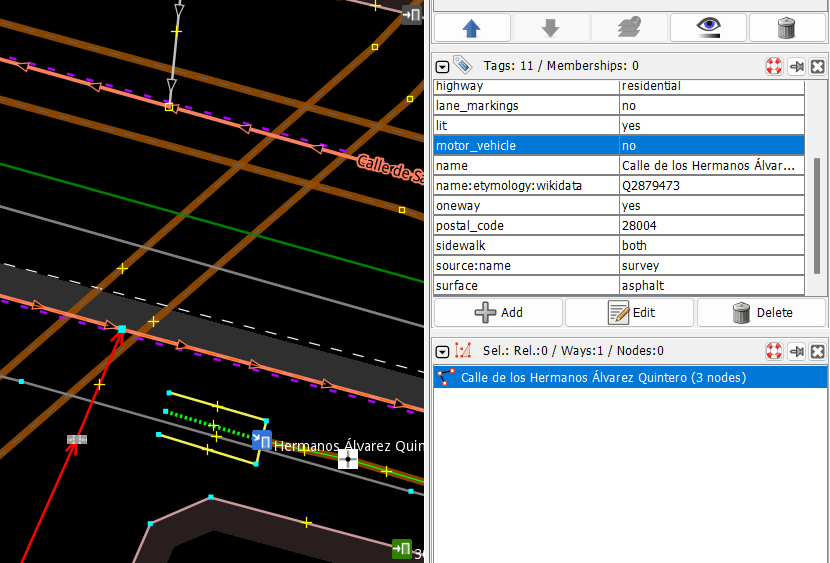 Calle de S
Hermanos Álvarez Quin
3
Tags: 11 / Memberships: 0
highway residential
lane_markings no
lit yes
motor_vehicle no
name Calle de los Hermanos Álvar...
name:etymology:wikidata Q2879473
oneway yes
postal_code 28004
sidewalk both
source:name survey
surface asphalt
Add Edit Delete
Sel.: Rel.:0 / Ways:1 / Nodes:0
Calle de los Hermanos Álvarez Quintero (3 nodes)